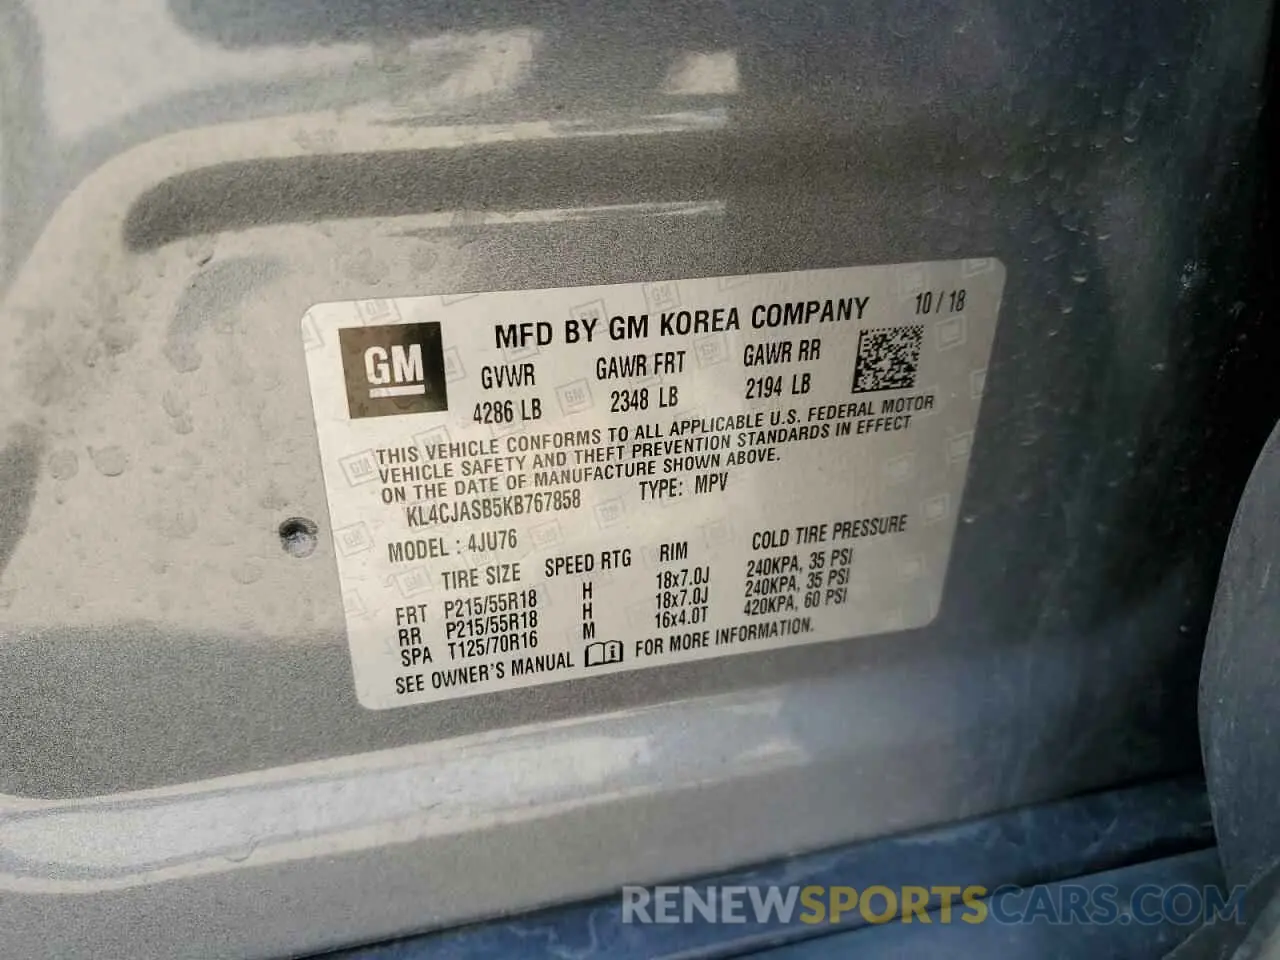 MFD BY GM KOREA COMPANY 10 / 18
GM
GVWR GAWR FRT GAWR RR
4286 LB 2348 LB 2194 LB
THIS VEHICLE CONFORMS TO ALL APPLICABLE U.S. FEDERAL MOTOR
VEHICLE SAFETY AND THEFT PREVENTION STANDARDS IN EFFECT
ON THE DATE OF MANUFACTURE SHOWN ABOVE.
KL4CJASB5KB767858 TYPE: MPV
MODEL : 4JU76
TIRE SIZE SPEED RTG RIM COLD TIRE PRESSURE
FRT P215/55R18 H 18x7.0J 240KPA, 35 PSI
RR P215/55R18 H 18x7.0J 240KPA, 35 PSI
SPA T125/70R16 M 16x4.0T 420KPA, 60 PSI
SEE OWNER'S MANUAL i FOR MORE INFORMATION.
RENEWSPORTSCARS.COM